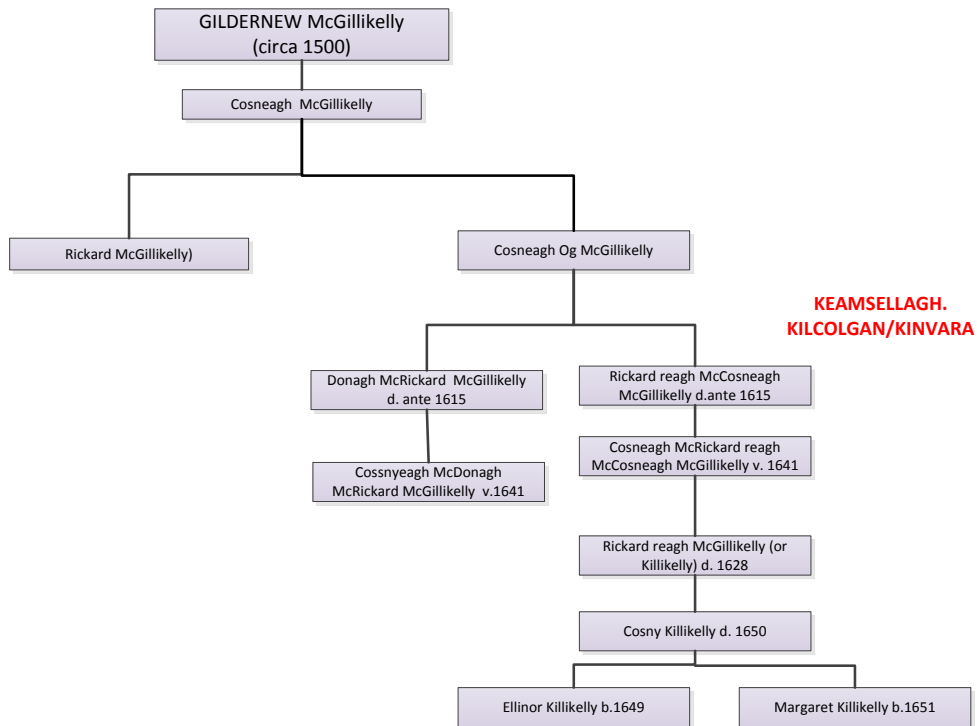 GILDERNEW McGillikelly
(circa 1500)
Cosneagh McGillikelly
Rickard McGillikelly)
Cosneagh Og McGillikelly
KEAMSELLAGH.
KILCOLGAN/KINVARA
Donagh McRickard McGillikelly
d. ante 1615
Rickard reagh McCosneagh
McGillikelly d.ante 1615
Cosneagh McRickard reagh
McCosneagh McGillikelly v. 1641
Cossnyeagh McDonagh
McRickard McGillikelly v.1641
Rickard reagh McGillikelly (or
Killikelly) d. 1628
Cosny Killikelly d. 1650
Ellinor Killikelly b.1649
Margaret Killikelly b.1651